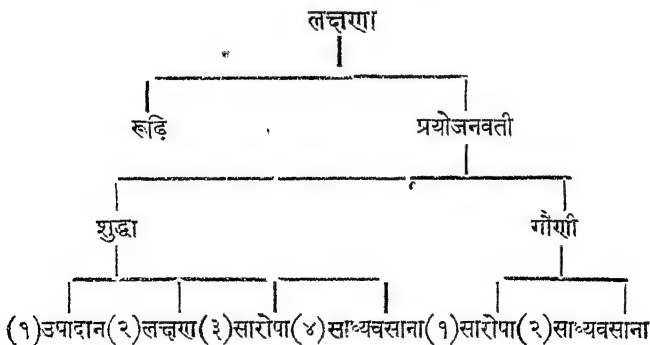 लक्षणा
रूढ़ि प्रयोजनवती
शुद्धा गौणी
(१)उपादान(२)लक्षणा(३)सारोपा(४)साध्यवसाना(१)सारोपा(२)साध्यवसाना